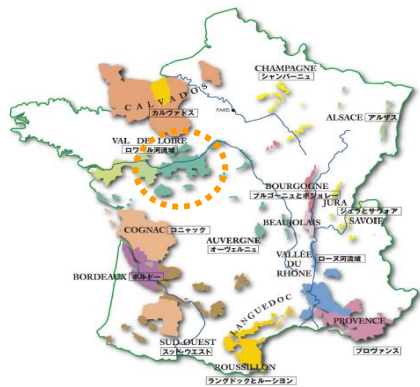 CHAMPAGNE
シャンパーニュ
CALVADOS
カルヴァドス
PARIS
ALSACE アルザス
VAL DE LOIRE
ロワール河流域
BOURGOGNE
ブルゴーニュとボジョレー
JURA
ジュラとサヴォア
SAVOIE
BEAUJOLAIS
COGNAC コニャック
AUVERGNE
オーヴェルニュ
VALLÉE
DU
RHÔNE
ローヌ河流域
BORDEAUX ボルドー
LANGUEDOC
PROVENCE
プロヴァンス
SUD-OUEST
スッド・ウエスト
ROUSSILLON
ラングドックとルーション